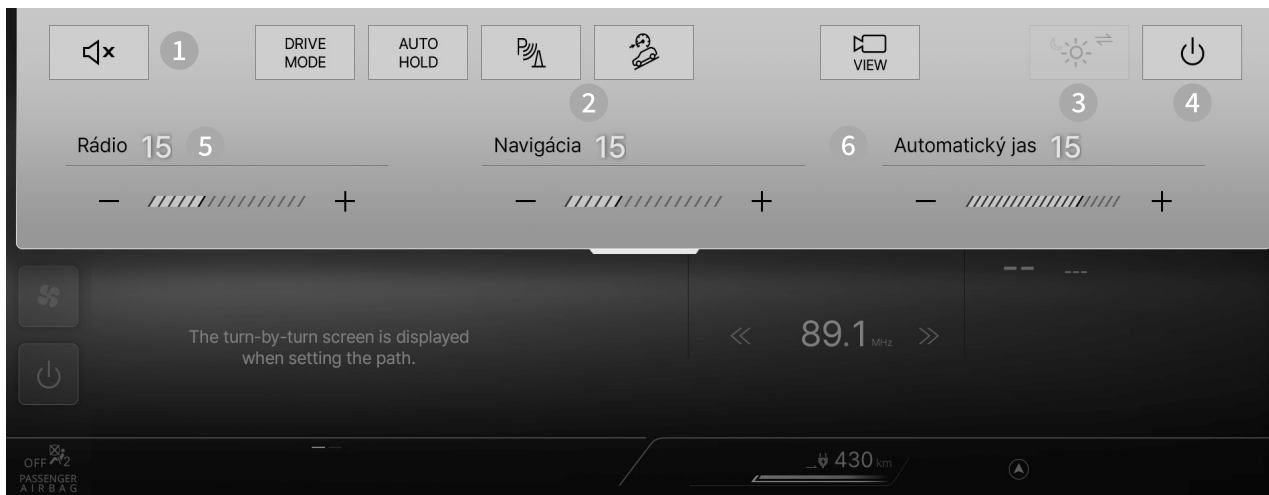 1
DRIVE
MODE
AUTO
HOLD
P
VIEW
2
3
4
Rádio 15 5
Navigácia 15
6 Automatický jas 15
The turn-by-turn screen is displayed
when setting the path.
89.1 MHz
OFF 2
PASSENGER
AIRBAG
430 km